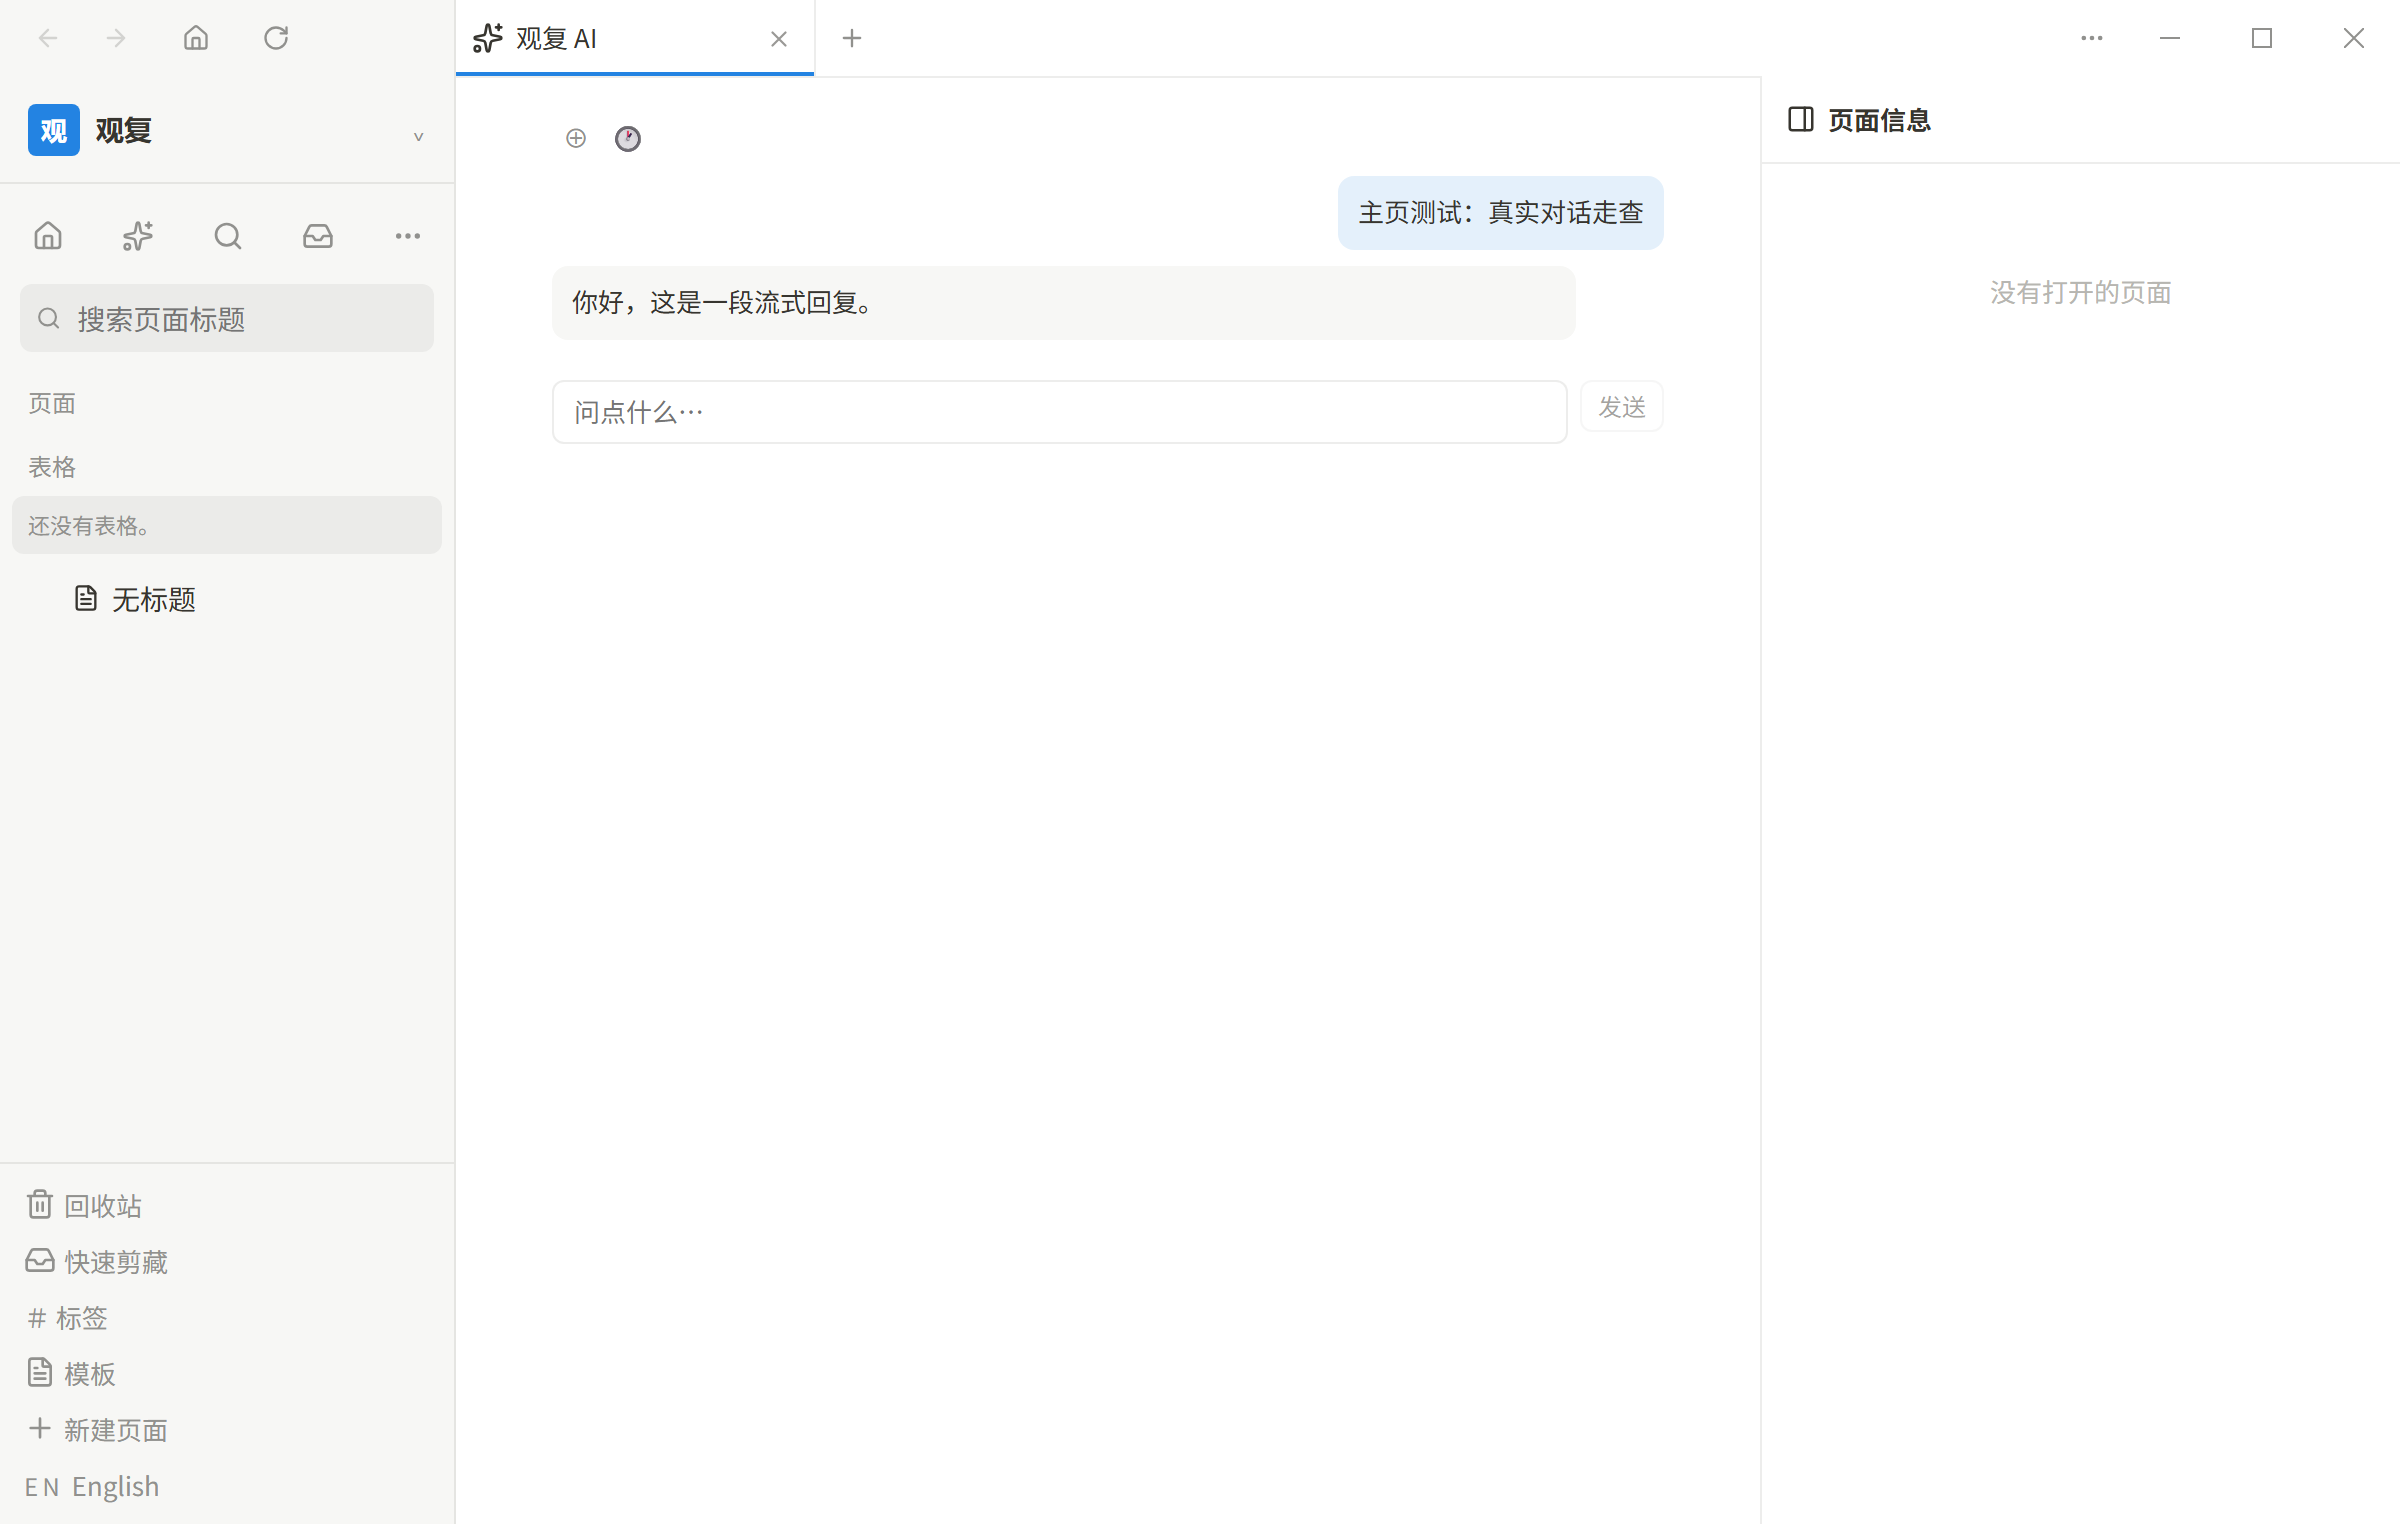 观复 AI
观 观复
搜索页面标题
页面
表格
还没有表格。
无标题
回收站
快速剪藏
# 标签
模板
新建页面
EN English
主页测试：真实对话走查
你好，这是一段流式回复。
问点什么…
发送
页面信息
没有打开的页面